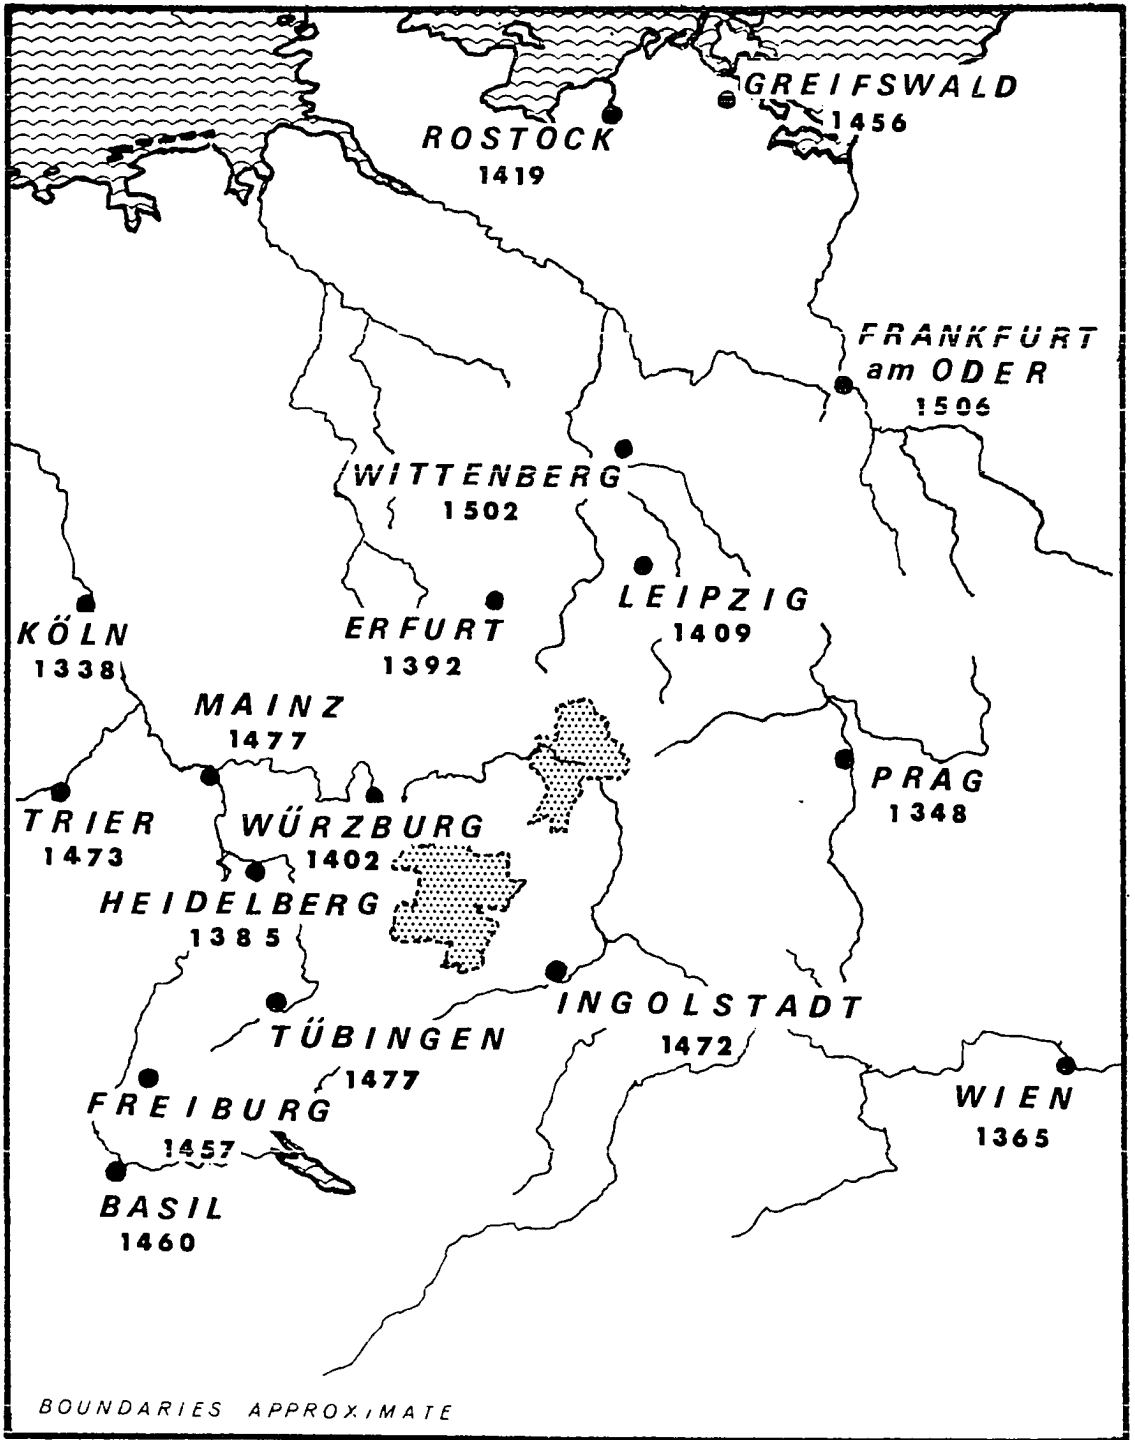 GREIFSWALD
1456
ROSTOCK
1419
FRANKFURT
am ODER
1506
WITTENBERG
1502
LEIPZIG
1409
ERFURT
1392
KÖLN
1338
MAINZ
1477
PRAG
1348
TRIER
1473
WÜRZBURG
1402
HEIDELBERG
1385
INGOLSTADT
1472
TÜBINGEN
1477
WIEN
1365
FREIBURG
1457
BASIL
1460
BOUNDARIES APPROXIMATE